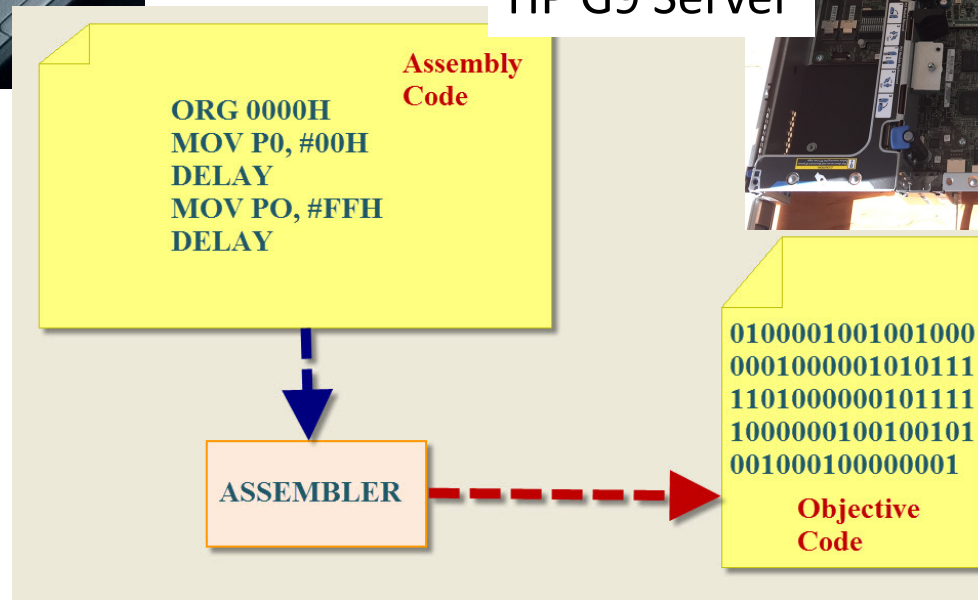 HP G9 Server
Assembly
Code
ORG 0000H
MOV P0, #00H
DELAY
MOV PO, #FFH
DELAY
ASSEMBLER
0100001001001000
0001000001010111
1101000000101111
1000000100100101
001000100000001
Objective
Code